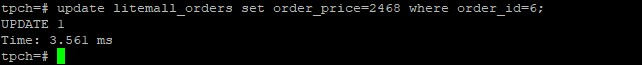 tpch=# update litemall_orders set order_price=2468 where order_id=6;
UPDATE 1
Time: 3.561 ms
tpch=#